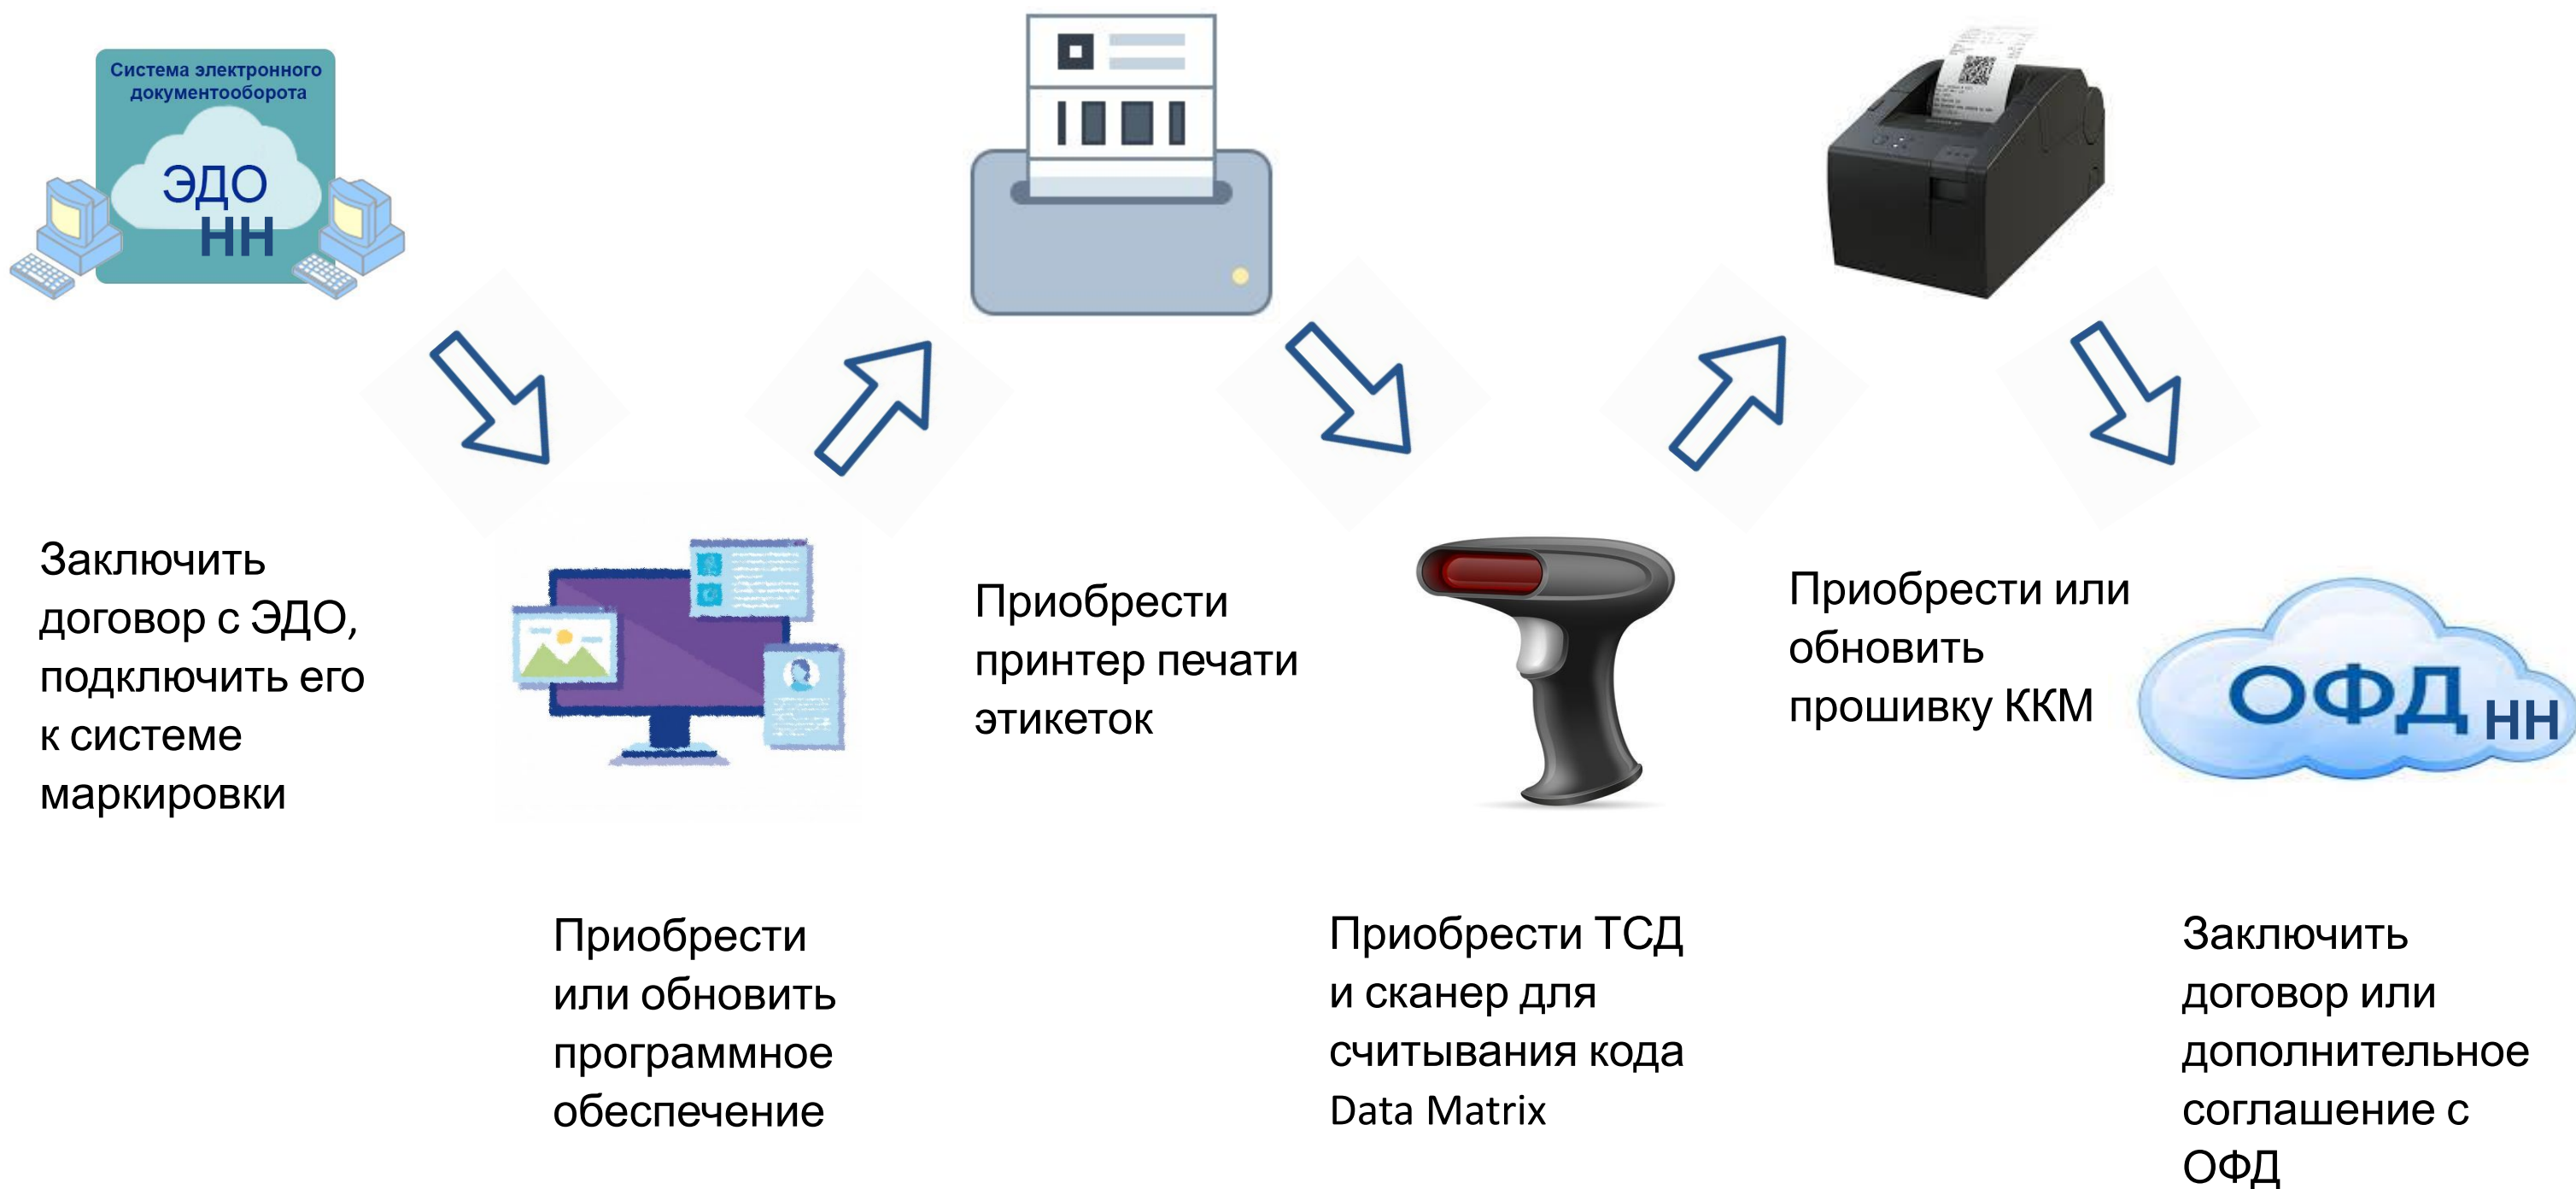 Система электронного
документооборота
ЭДО
НН
Заключить
договор с ЭДО,
подключить его
к системе
маркировки
Приобрести
или обновить
программное
обеспечение
Приобрести
принтер печати
этикеток
Приобрести ТСД
и сканер для
считывания кода
Data Matrix
Приобрести или
обновить
прошивку ККМ
ОФД НН
Заключить
договор или
дополнительное
соглашение с
ОФД